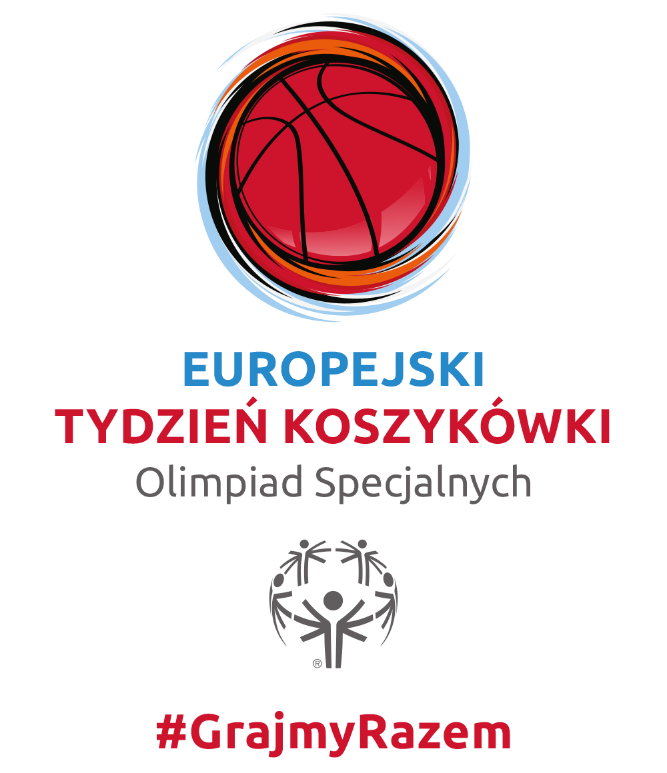 EUROPEJSKI
TYDZIEŃ KOSZYKÓWKI
Olimpiad Specjalnych
®
#GrajmyRazem